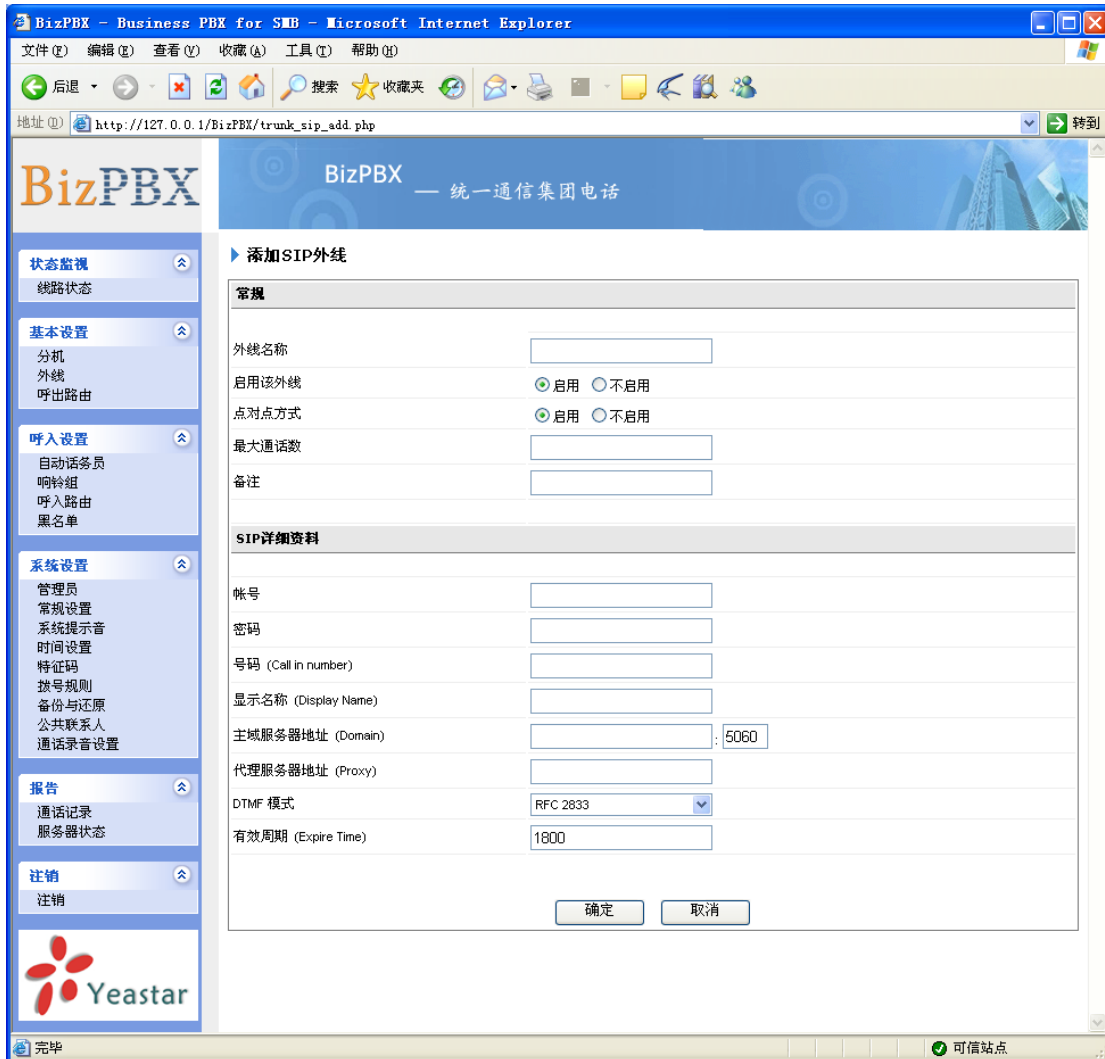 BizPBX - Business PBX for SMB - Microsoft Internet Explorer
文件(F) 编辑(E) 查看(V) 收藏(A) 工具(T) 帮助(H)
后退 搜索 收藏夹
地址(D) http://127.0.0.1/BizPBX/trunk_sip_add.php 转到
BizPBX
BizPBX — 统一通信集团电话
状态监视
线路状态
基本设置
分机
外线
呼出路由
呼入设置
自动话务员
响铃组
呼入路由
黑名单
系统设置
管理员
常规设置
系统提示音
时间设置
特征码
拨号规则
备份与还原
公共联系人
通话录音设置
报告
通话记录
服务器状态
注销
注销
Yeastar
添加SIP外线
常规
外线名称
启用该外线 启用 不启用
点对点方式 启用 不启用
最大通话数
备注
SIP详细资料
帐号
密码
号码 (Call in number)
显示名称 (Display Name)
主域服务器地址 (Domain) : 5060
代理服务器地址 (Proxy)
DTMF 模式 RFC 2833
有效周期 (Expire Time) 1800
确定 取消
完毕 可信站点